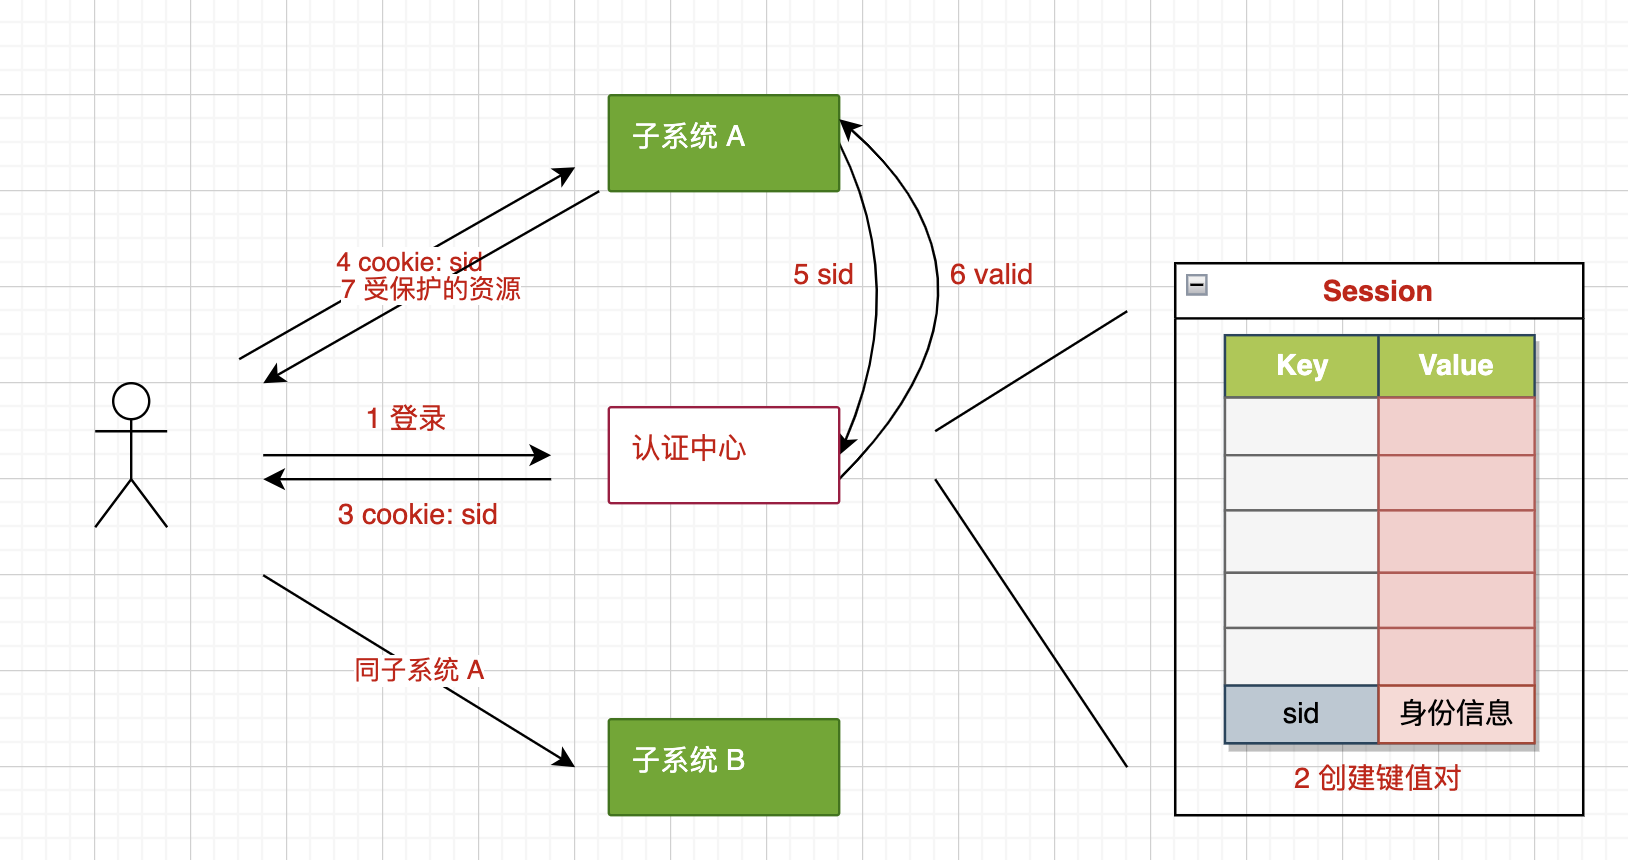 子系统 A
4 cookie: sid
7 受保护的资源
5 sid
6 valid
Session
Key
Value
1 登录
认证中心
3 cookie: sid
同子系统 A
子系统 B
sid
身份信息
2 创建键值对